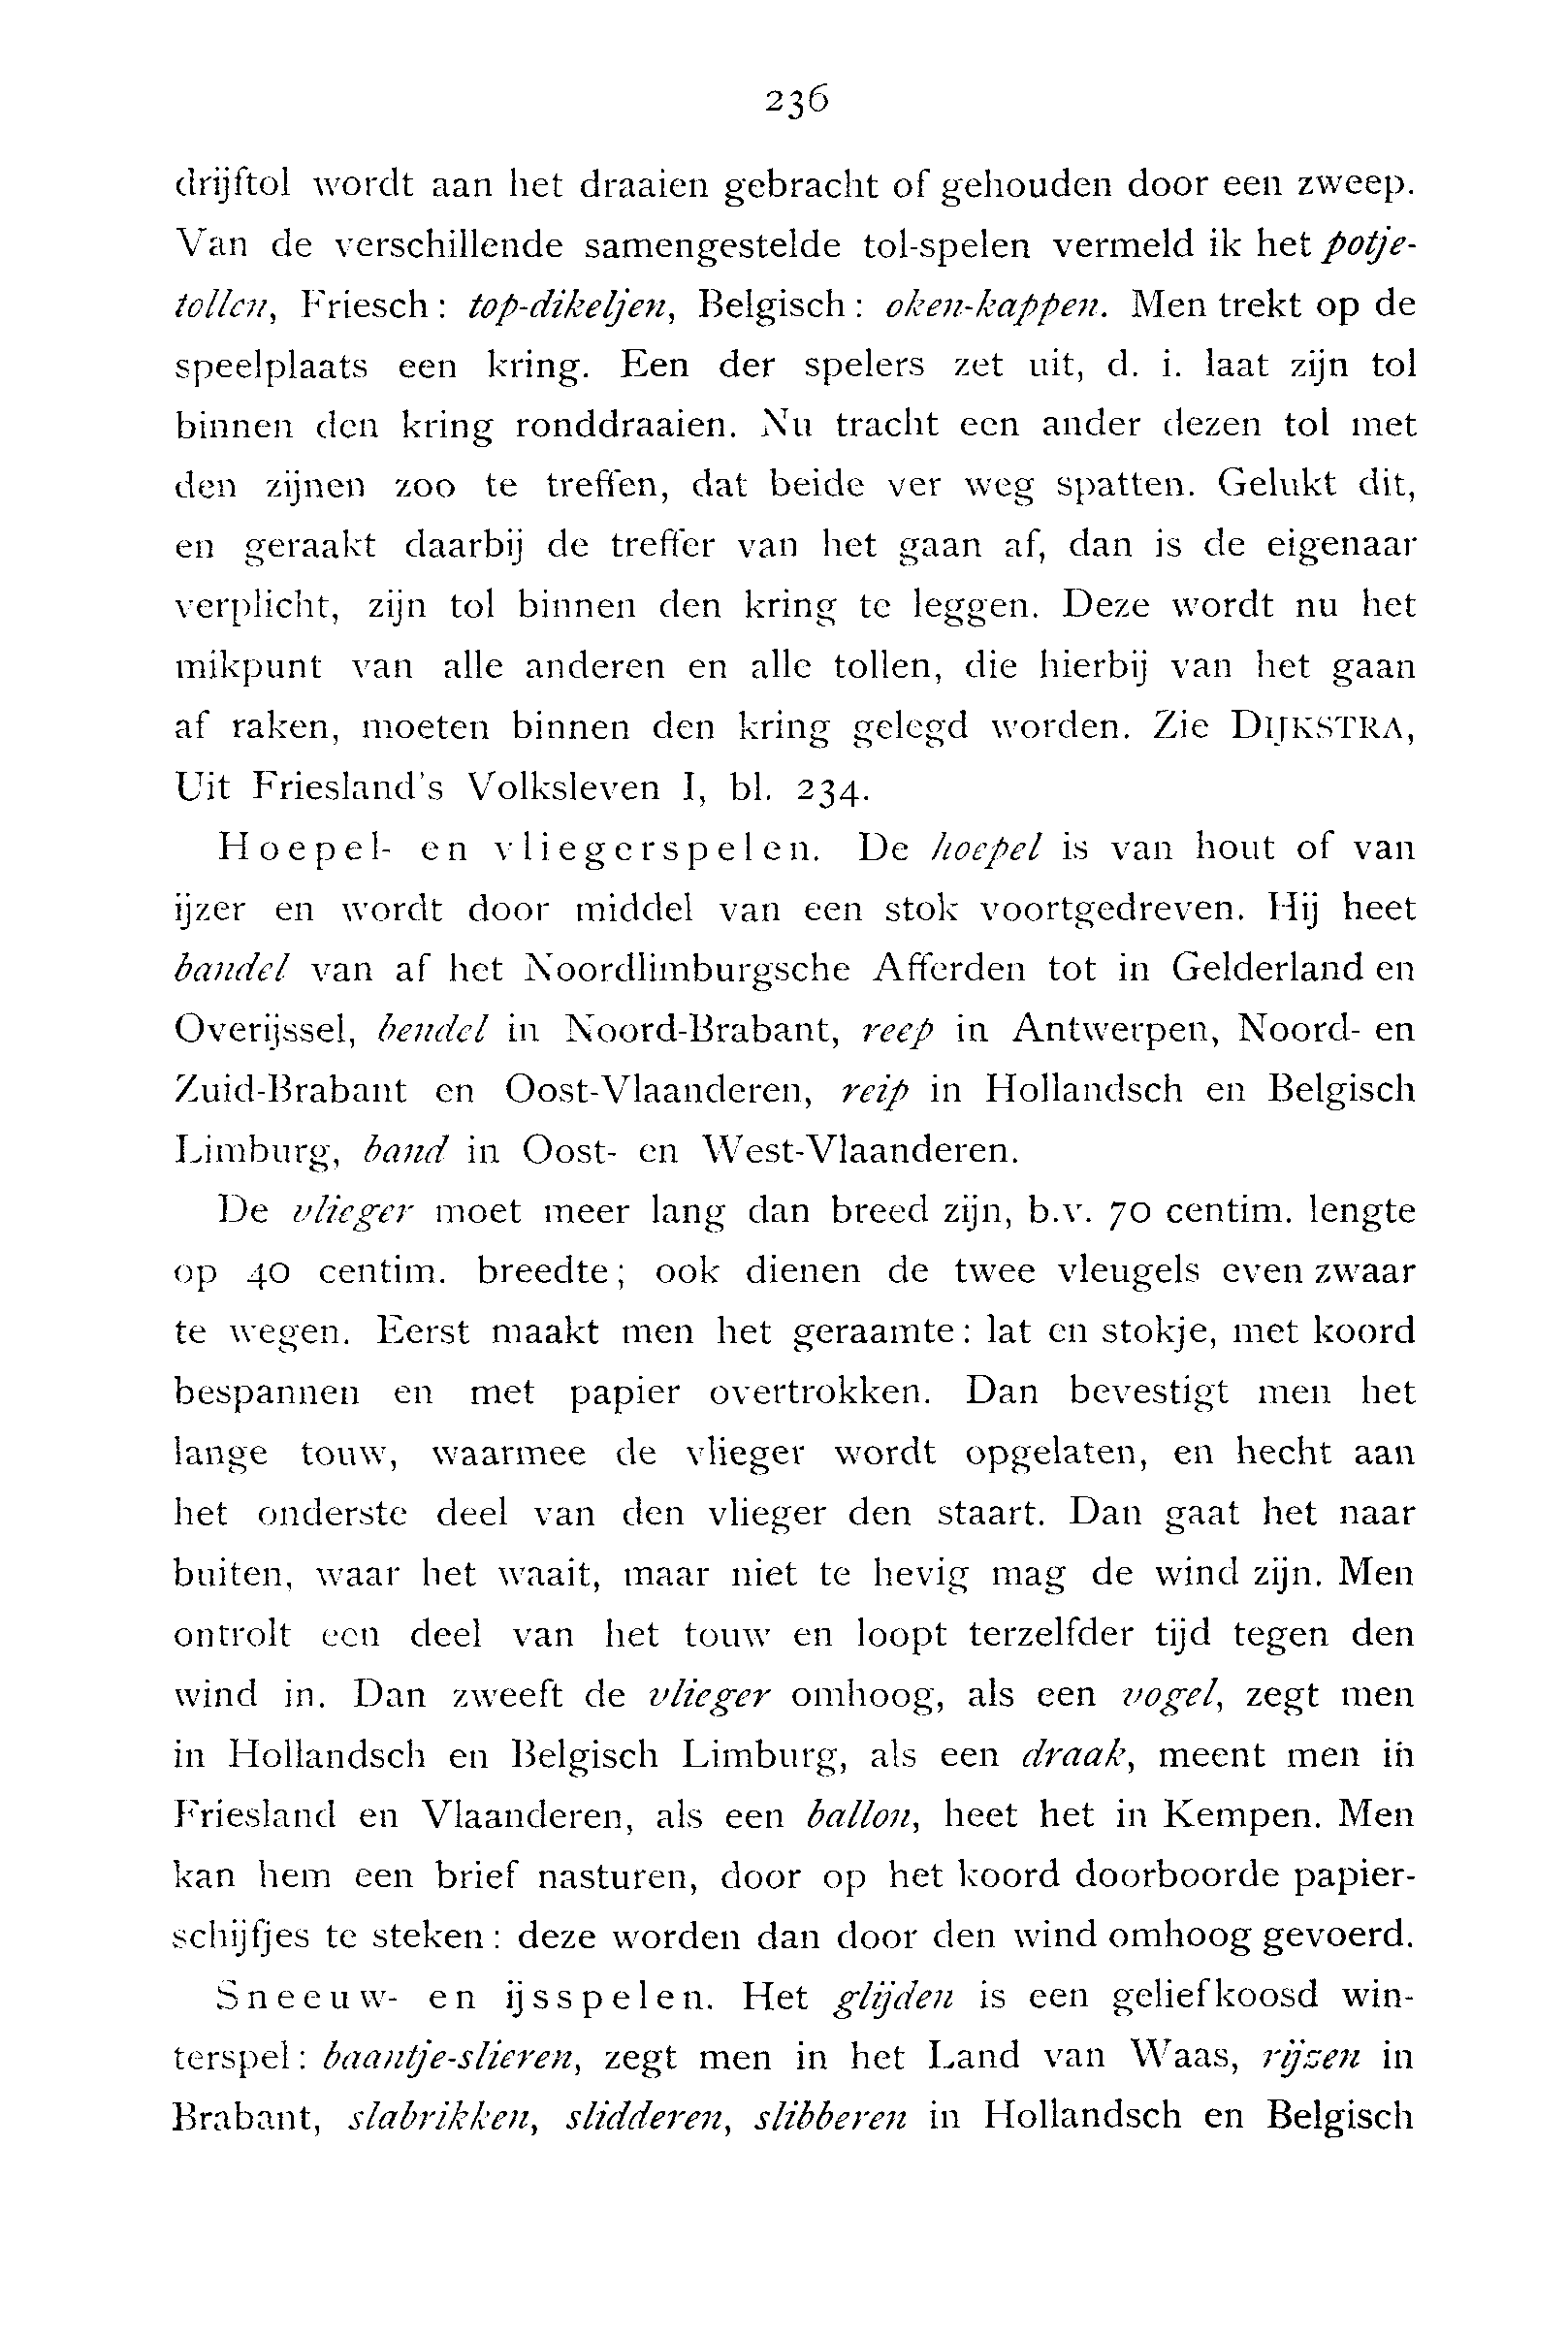 236
drijftol wordt aan het draaien gebracht of gehouden door een zweep.
Van de verschillende samengestelde tol-spelen vermeld ik het potje-
tollen, Friesch: top-dikeljen, Belgisch: oken-kappen. Men trekt op de
speelplaats een kring. Een der spelers zet uit, d. i. laat zijn tol
binnen den kring ronddraaien. Nu tracht een ander dezen tol met
den zijnen zoo te treffen, dat beide ver weg spatten. Gelukt dit,
en geraakt daarbij de treffer van het gaan af, dan is de eigenaar
verplicht, zijn tol binnen den kring te leggen. Deze wordt nu het
mikpunt van alle anderen en alle tollen, die hierbij van het gaan
af raken, moeten binnen den kring gelegd worden. Zie DIJKSTRA,
Uit Friesland's Volksleven I, bl. 234.
Hoepel- en vliegerspelen. De hoepel is van hout of van
ijzer en wordt door middel van een stok voortgedreven. Hij heet
bandel van af het Noordlimburgsche Afferden tot in Gelderland en
Overijssel, bendel in Noord-Brabant, reep in Antwerpen, Noord- en
Zuid-Brabant en Oost-Vlaanderen, reip in Hollandsch en Belgisch
Limburg, band in Oost- en West-Vlaanderen.
De vlieger moet meer lang dan breed zijn, b.v. 70 centim. lengte
op 40 centim. breedte; ook dienen de twee vleugels even zwaar
te wegen. Eerst maakt men het geraamte: lat en stokje, met koord
bespannen en met papier overtrokken. Dan bevestigt men het
lange touw, waarmee de vlieger wordt opgelaten, en hecht aan
het onderste deel van den vlieger den staart. Dan gaat het naar
buiten, waar het waait, maar niet te hevig mag de wind zijn. Men
ontrolt een deel van het touw en loopt terzelfder tijd tegen den
wind in. Dan zweeft de vlieger omhoog, als een vogel, zegt men
in Hollandsch en Belgisch Limburg, als een draak, meent men in
Friesland en Vlaanderen, als een ballon, heet het in Kempen. Men
kan hem een brief nasturen, door op het koord doorboorde papier-
schijfjes te steken: deze worden dan door den wind omhoog gevoerd.
Sneeuw- en ijsspelen. Het glijden is een geliefkoosd win-
terspel: baantje-slieren, zegt men in het Land van Waas, rijzen in
Brabant, slabrikken, slidderen, slibberen in Hollandsch en Belgisch